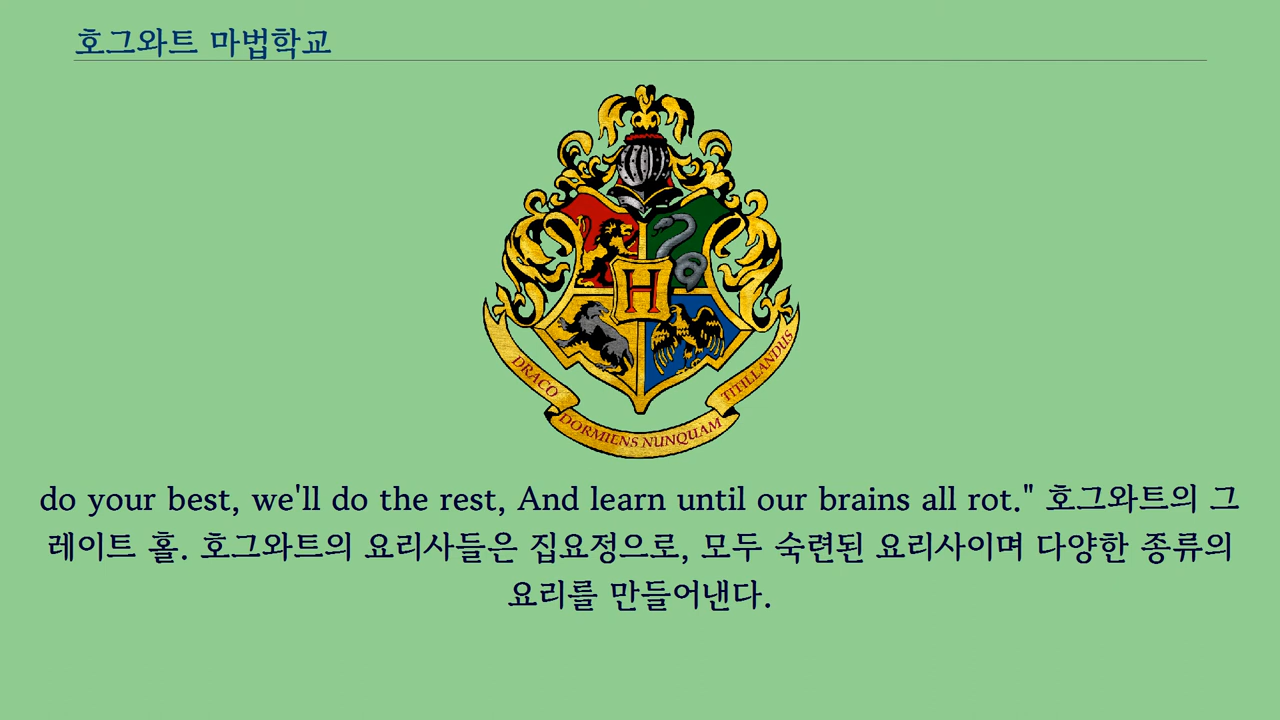 호그와트 마법학교
H
DRACO DORMIENS NUNQUAM TITILLANDUS
do your best, we'll do the rest, And learn until our brains all rot." 호그와트의 그
레이트 홀. 호그와트의 요리사들은 집요정으로, 모두 숙련된 요리사이며 다양한 종류의
요리를 만들어낸다.